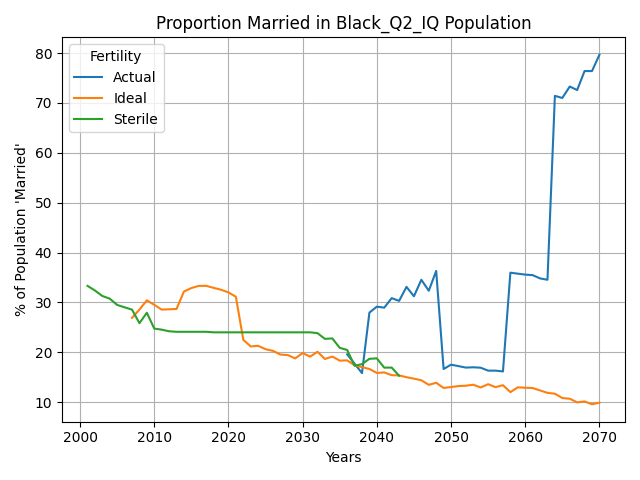 Proportion Married in Black_Q2_IQ Population
% of Population 'Married'
80
70
60
50
40
30
20
10
Fertility
Actual
Ideal
Sterile
2000 2010 2020 2030 2040 2050 2060 2070
Years